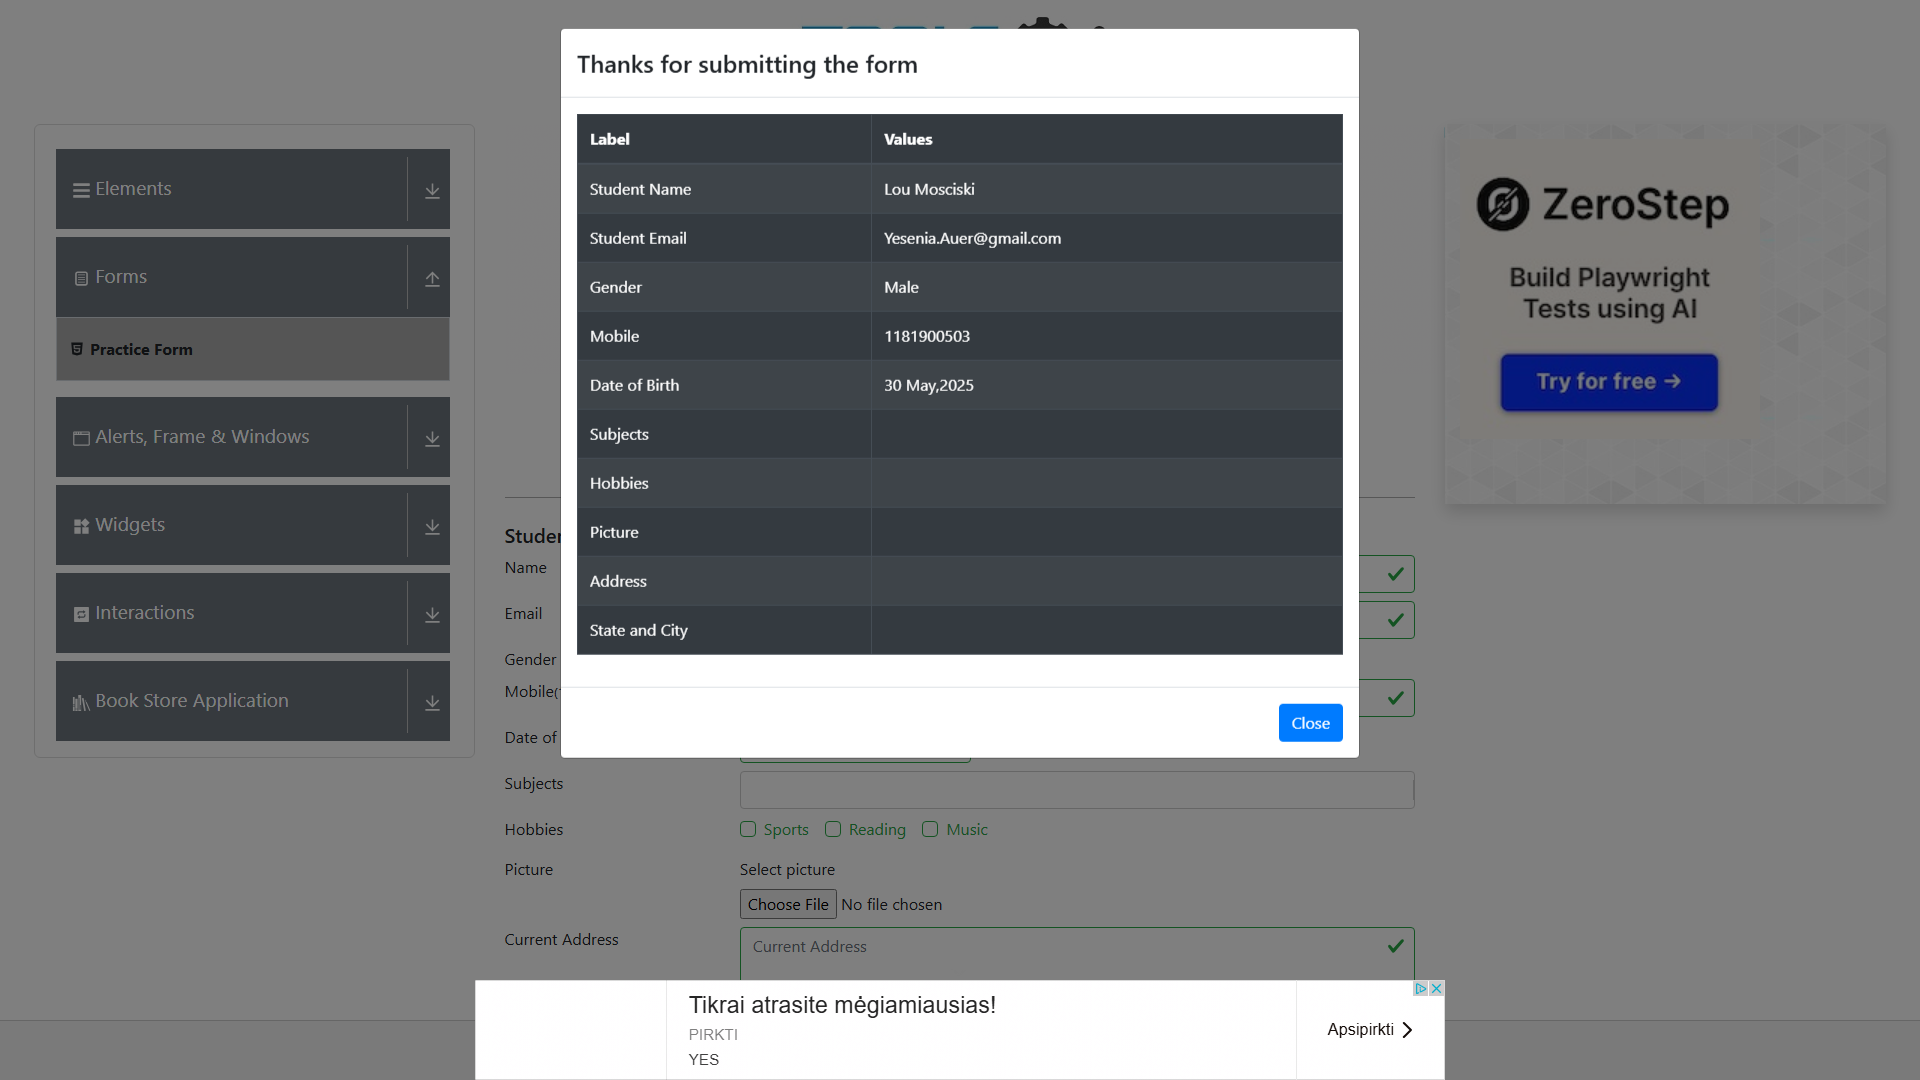 Thanks for submitting the form
Label Values
Student Name Lou Mosciski
Student Email Yesenia.Auer@gmail.com
Gender Male
Mobile 1181900503
Date of Birth 30 May,2025
Subjects
Hobbies
Picture
Address
State and City
Close
Elements
Forms
Practice Form
Alerts, Frame & Windows
Widgets
Interactions
Book Store Application
Name
Email
Gender
Date of
Subjects
Hobbies Sports Reading Music
Picture Select picture
Choose File No file chosen
Current Address Current Address
ZeroStep
Build Playwright
Tests using AI
Try for free →
Tikrai atrasite mėgiamiausias!
PIRKTI
YES
Apsipirkti